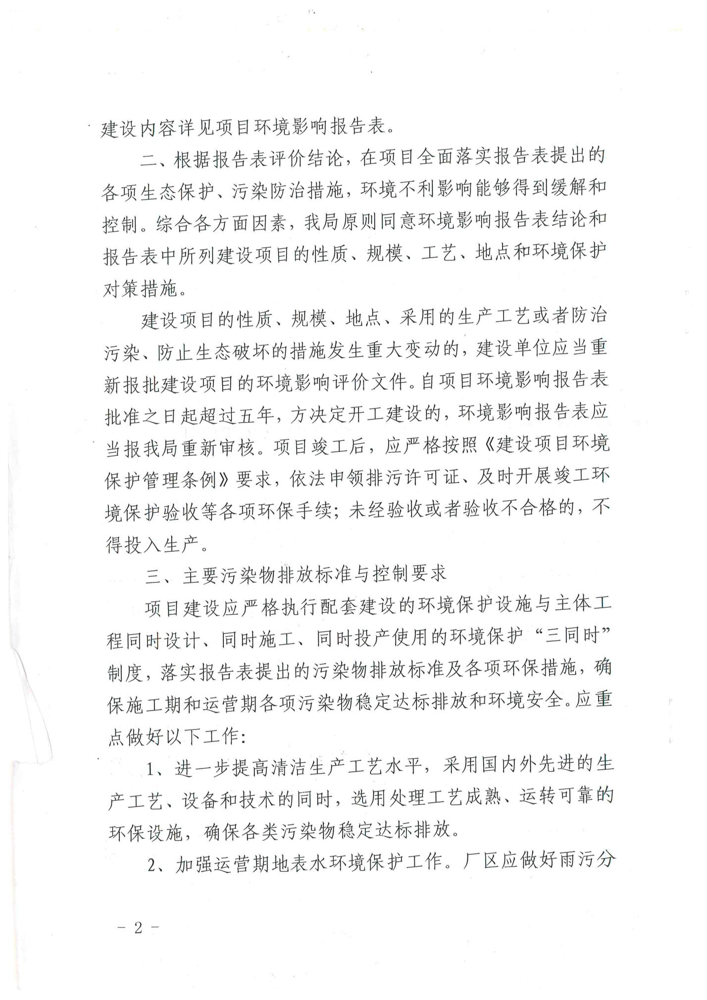 建设内容详见项目环境影响报告表。
二、根据报告表评价结论，在项目全面落实报告表提出的
各项生态保护、污染防治措施，环境不利影响能够得到缓解和
控制。综合各方面因素，我局原则同意环境影响报告表结论和
报告表中所列建设项目的性质、规模、工艺、地点和环境保护
对策措施。
建设项目的性质、规模、地点、采用的生产工艺或者防治
污染、防止生态破坏的措施发生重大变动的，建设单位应当重
新报批建设项目的环境影响评价文件。自项目环境影响报告表
批准之日起超过五年，方决定开工建设的，环境影响报告表应
当报我局重新审核。项目竣工后，应严格按照《建设项目环境
保护管理条例》要求，依法申领排污许可证、及时开展竣工环
境保护验收等各项环保手续；未经验收或者验收不合格的，不
得投入生产。
三、主要污染物排放标准与控制要求
项目建设应严格执行配套建设的环境保护设施与主体工
程同时设计、同时施工、同时投产使用的环境保护“三同时”
制度，落实报告表提出的污染物排放标准及各项环保措施，确
保施工期和运营期各项污染物稳定达标排放和环境安全。应重
点做好以下工作：
1、进一步提高清洁生产工艺水平，采用国内外先进的生
产工艺、设备和技术的同时，选用处理工艺成熟、运转可靠的
环保设施，确保各类污染物稳定达标排放。
2、加强运营期地表水环境保护工作。厂区应做好雨污分
- 2 -